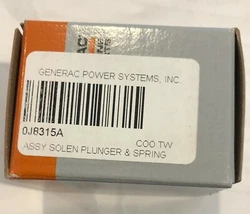 GENERAC POWER SYSTEMS, INC
0J8315A
COO TW
ASSY SOLEN PLUNGER & SPRING